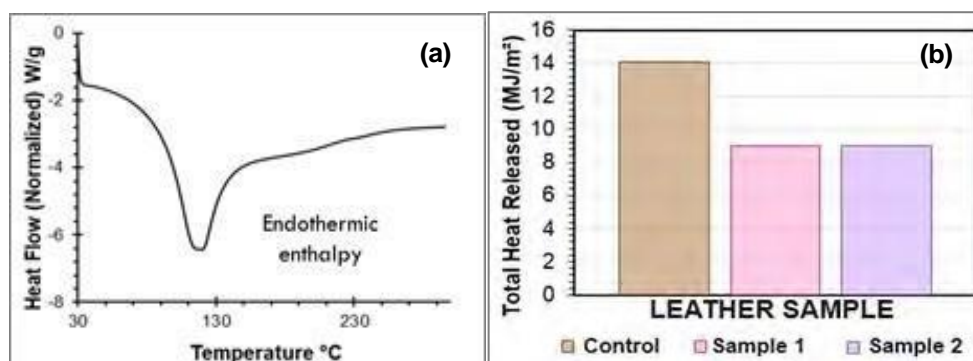 (a)
Heat Flow (Normalized) W/g
0
-2
-4
-6
-8
Endothermic
enthalpy
30
130
230
Temperature °C
(b)
Total Heat Released (MJ/m²)
16
14
12
10
8
6
4
2
0
LEATHER SAMPLE
Control
Sample 1
Sample 2